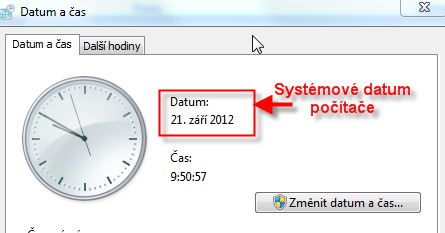 Datum a čas
Datum a čas
Další hodiny
Datum:
21. září 2012
Systémové datum
počítače
Čas:
9:50:57
Změnit datum a čas...